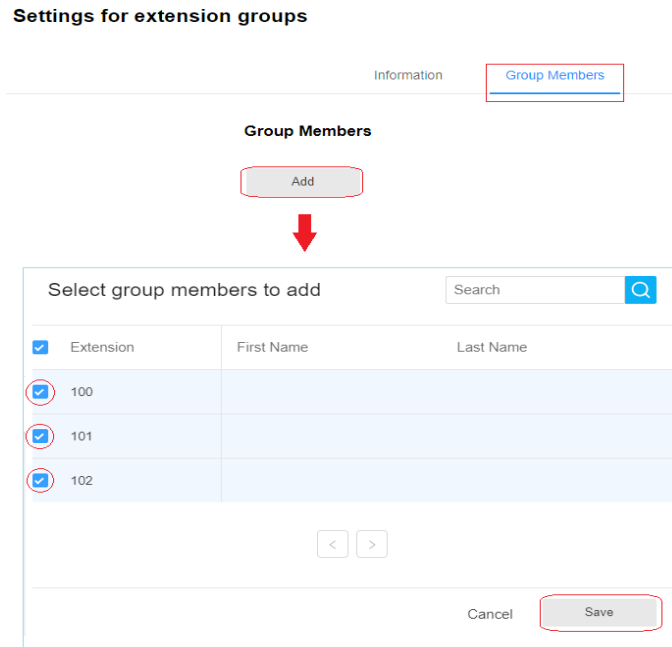 Settings for extension groups
Information Group Members
Group Members
Add
Select group members to add Search
Extension First Name Last Name
100
101
102
< >
Cancel Save